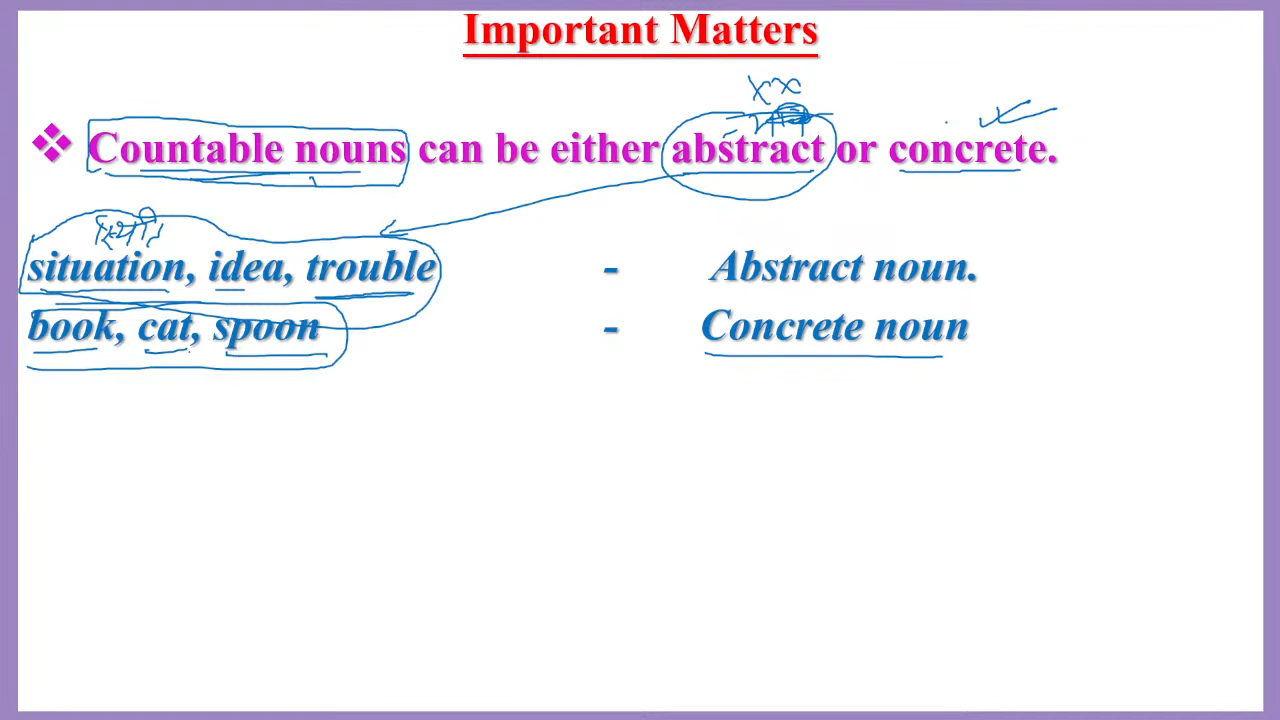 Important Matters
❖ Countable nouns can be either abstract or concrete.
situation, idea, trouble - Abstract noun.
book, cat, spoon - Concrete noun